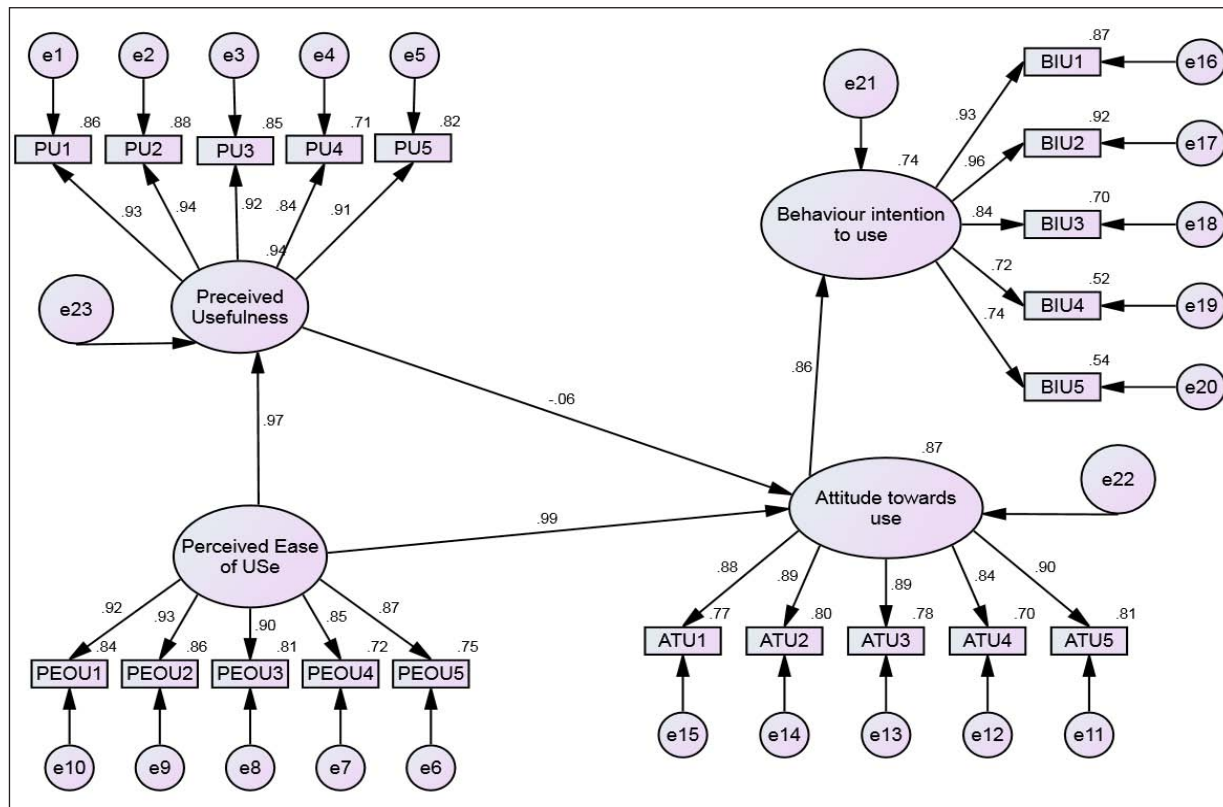 e1
e2
e3
e4
e5
.86
.88
.85
.71
.82
PU1
PU2
PU3
PU4
PU5
.93
.94
.92
.84
.91
.94
Preceived
Usefulness
e23
.97
-.06
Perceived Ease
of USe
.99
.92
.93
.90
.85
.87
.84
.86
.81
.72
.75
PEOU1
PEOU2
PEOU3
PEOU4
PEOU5
e10
e9
e8
e7
e6
e21
.74
Behaviour intention
to use
.93
.96
.84
.72
.74
.87
BIU1
e16
.92
BIU2
e17
.70
BIU3
e18
.52
BIU4
e19
.54
BIU5
e20
.86
.87
Attitude towards
use
e22
.88
.89
.89
.84
.90
.77
.80
.78
.70
.81
ATU1
ATU2
ATU3
ATU4
ATU5
e15
e14
e13
e12
e11